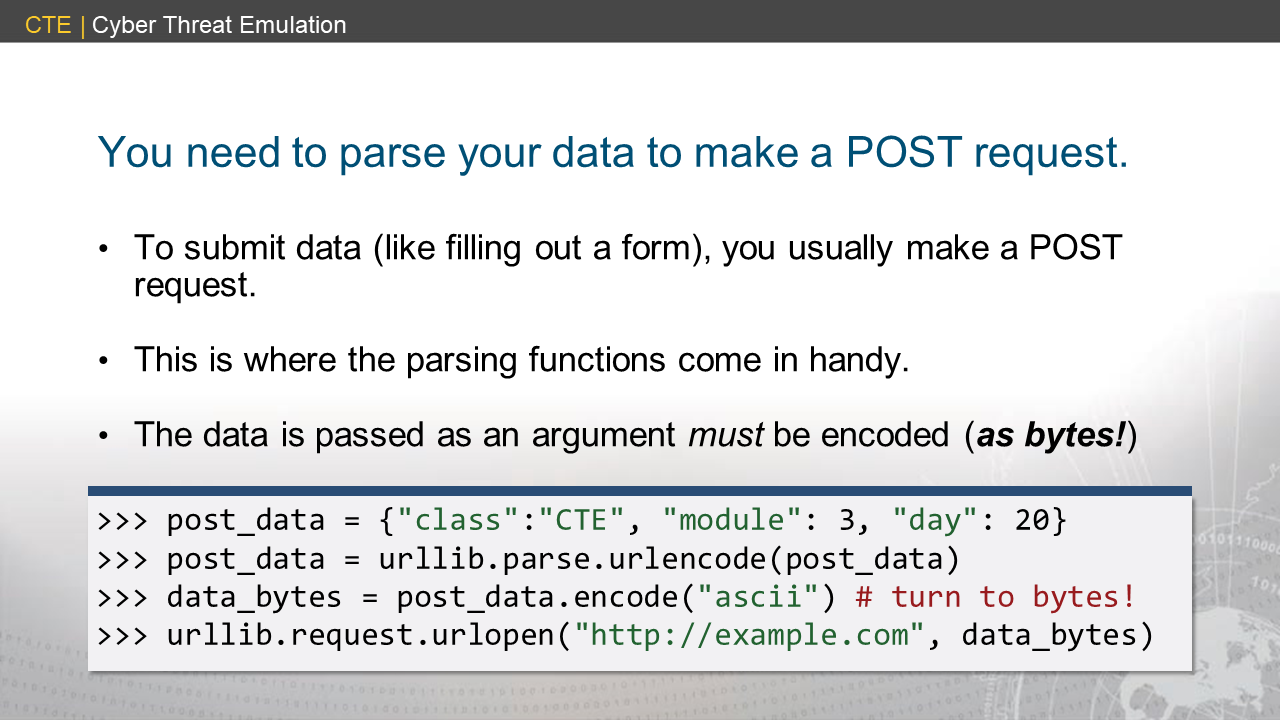 CTE | Cyber Threat Emulation
You need to parse your data to make a POST request.
• To submit data (like filling out a form), you usually make a POST
request.
• This is where the parsing functions come in handy.
• The data is passed as an argument must be encoded (as bytes!)
>>> post_data = {"class":"CTE", "module": 3, "day": 20}
>>> post_data = urllib.parse.urlencode(post_data)
>>> data_bytes = post_data.encode("ascii") # turn to bytes!
>>> urllib.request.urlopen("http://example.com", data_bytes)